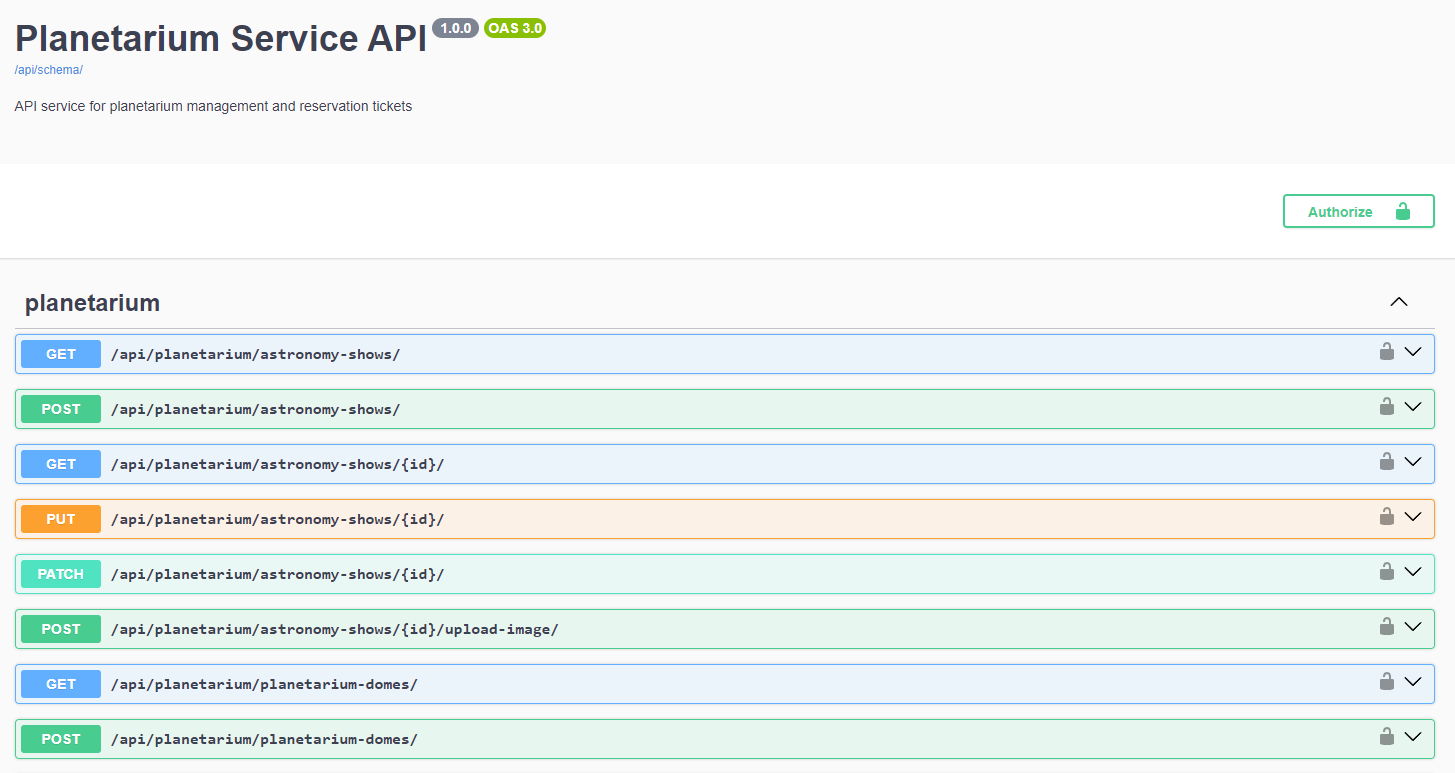 Planetarium Service API 1.0.0 OAS 3.0
/api/schema/
API service for planetarium management and reservation tickets
Authorize
planetarium
GET /api/planetarium/astronomy-shows/
POST /api/planetarium/astronomy-shows/
GET /api/planetarium/astronomy-shows/{id}/
PUT /api/planetarium/astronomy-shows/{id}/
PATCH /api/planetarium/astronomy-shows/{id}/
POST /api/planetarium/astronomy-shows/{id}/upload-image/
GET /api/planetarium/planetarium-domes/
POST /api/planetarium/planetarium-domes/